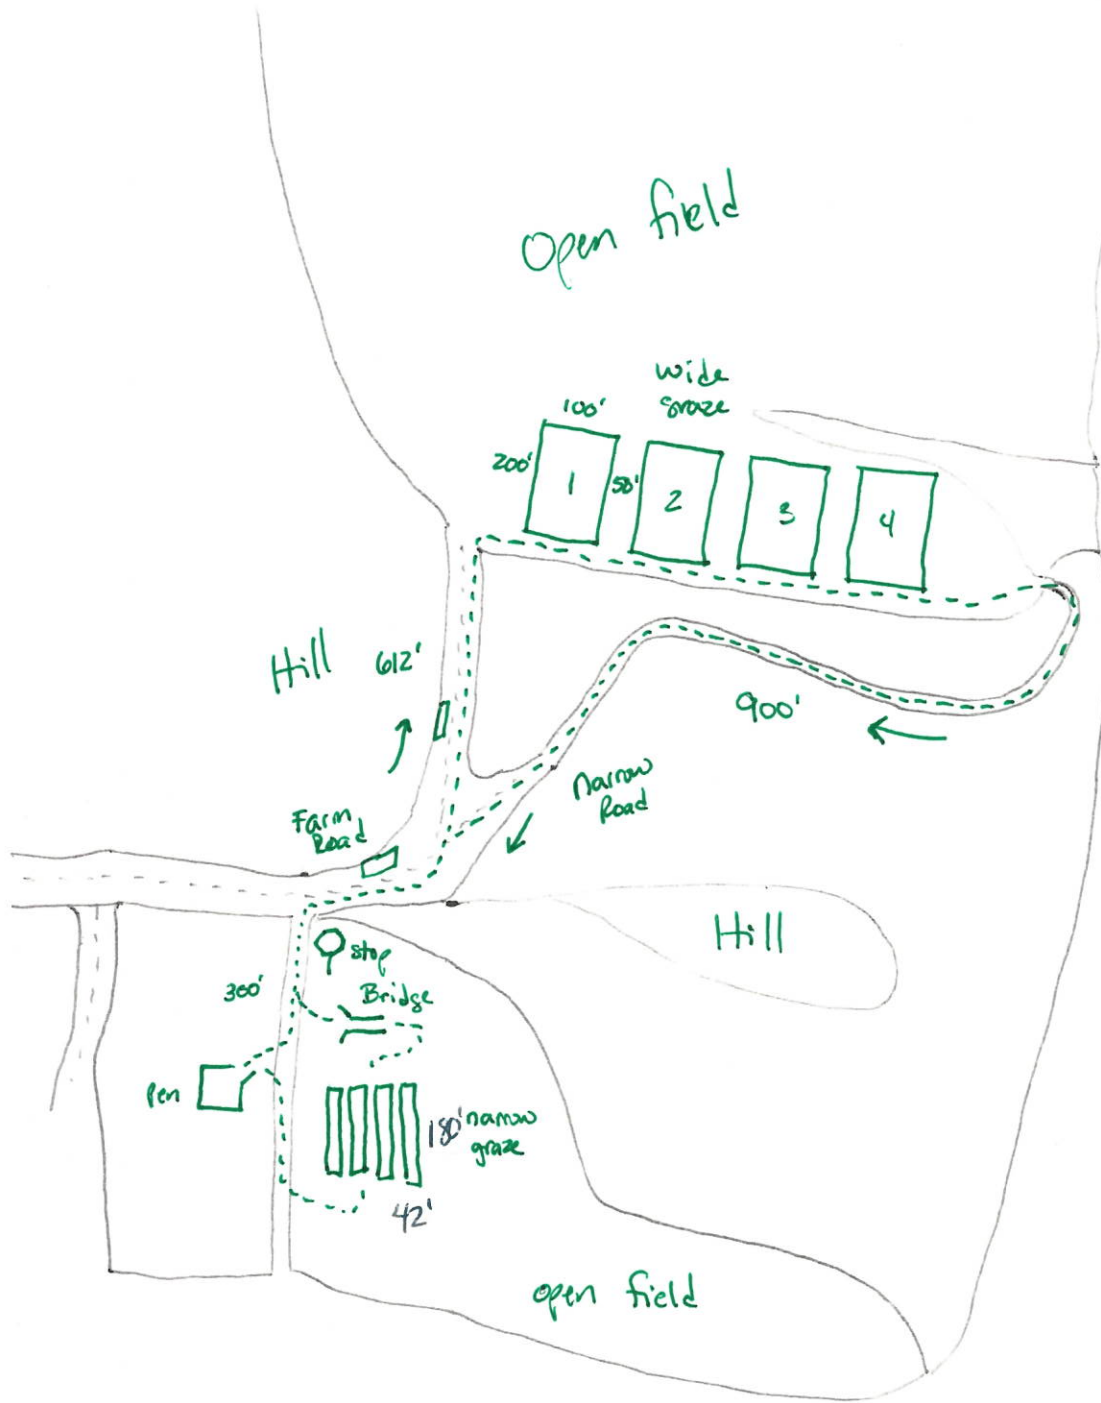 Open field
wide
graze
100'
200'
50'
1
2
3
4
Hill
612'
900'
Narrow
Road
Farm
Road
Hill
stop
300'
Bridge
Pen
180'
narrow
graze
42'
open field